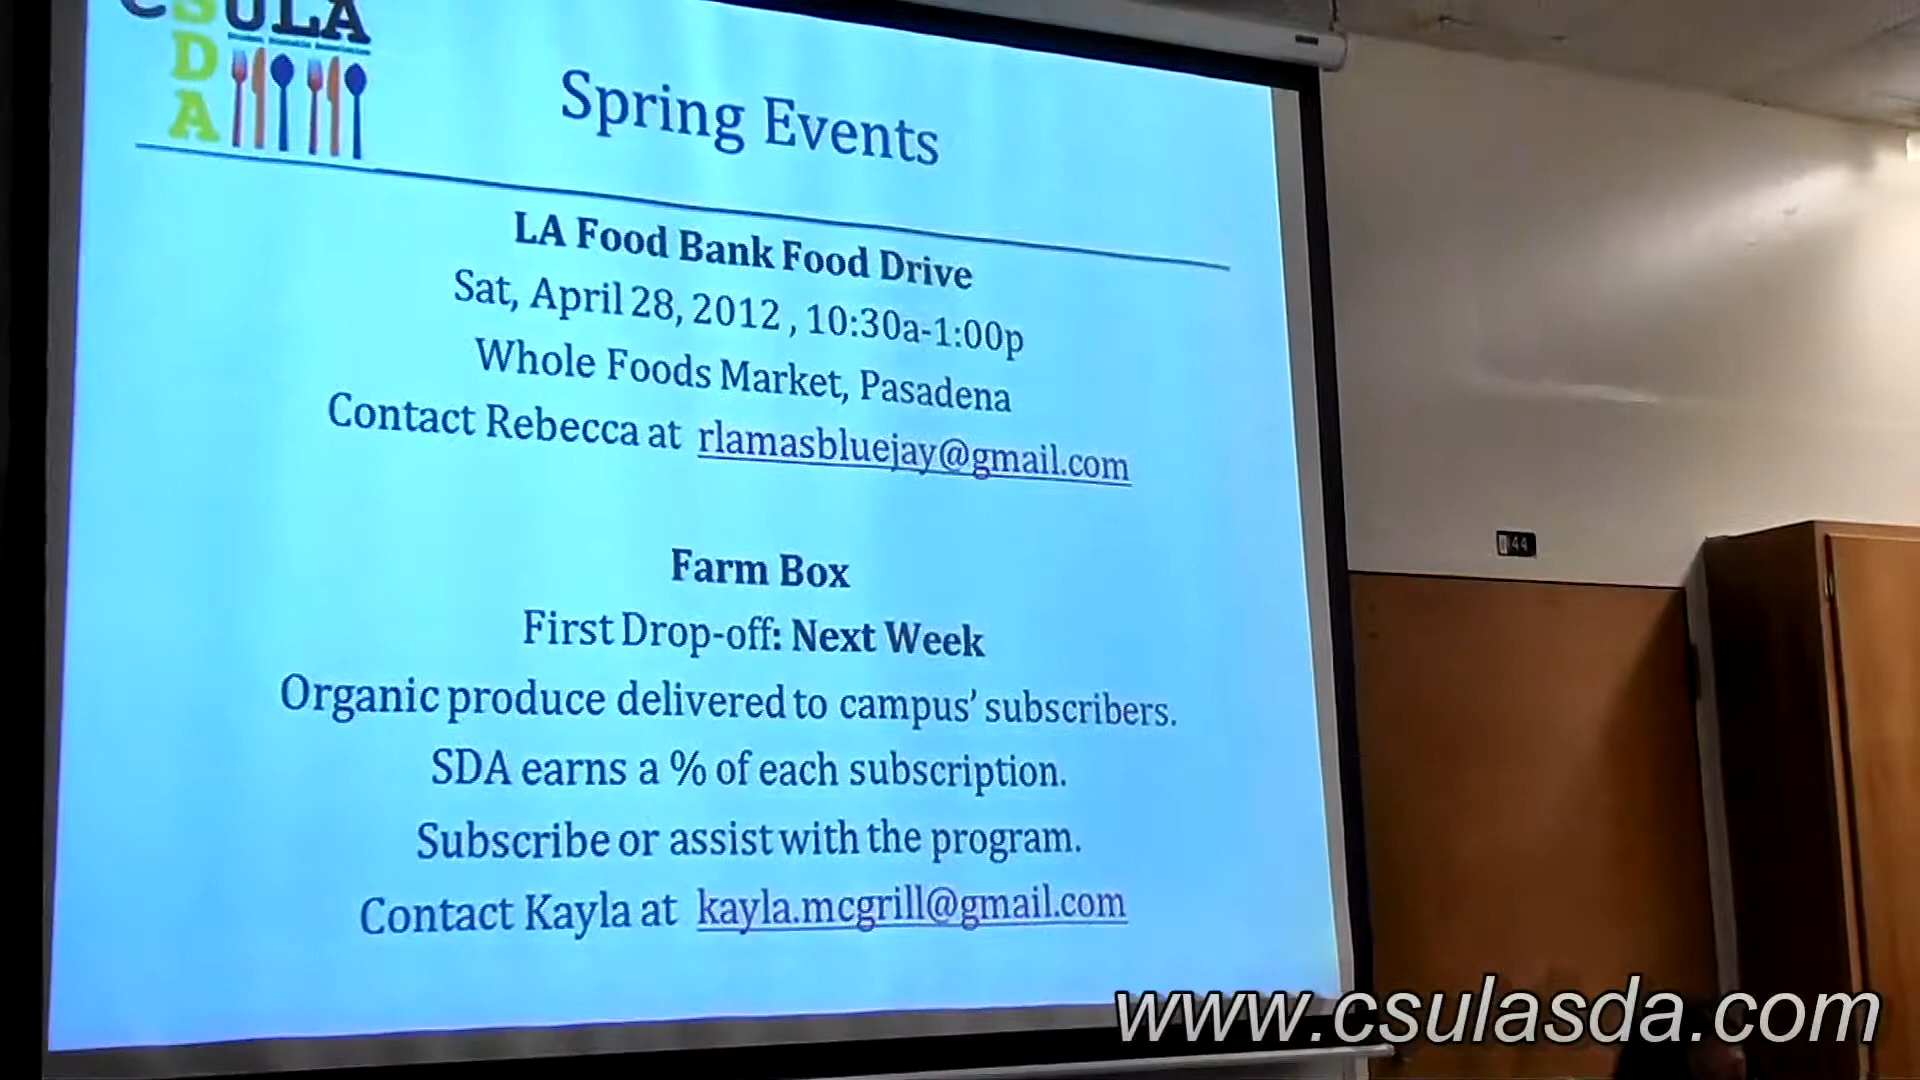 CSULA
SDA
Spring Events
LA Food Bank Food Drive
Sat, April 28, 2012 , 10:30a-1:00p
Whole Foods Market, Pasadena
Contact Rebecca at rlamasbluejay@gmail.com
Farm Box
First Drop-off: Next Week
Organic produce delivered to campus’ subscribers.
SDA earns a % of each subscription.
Subscribe or assist with the program.
Contact Kayla at kayla.mcgrill@gmail.com
www.csulasda.com